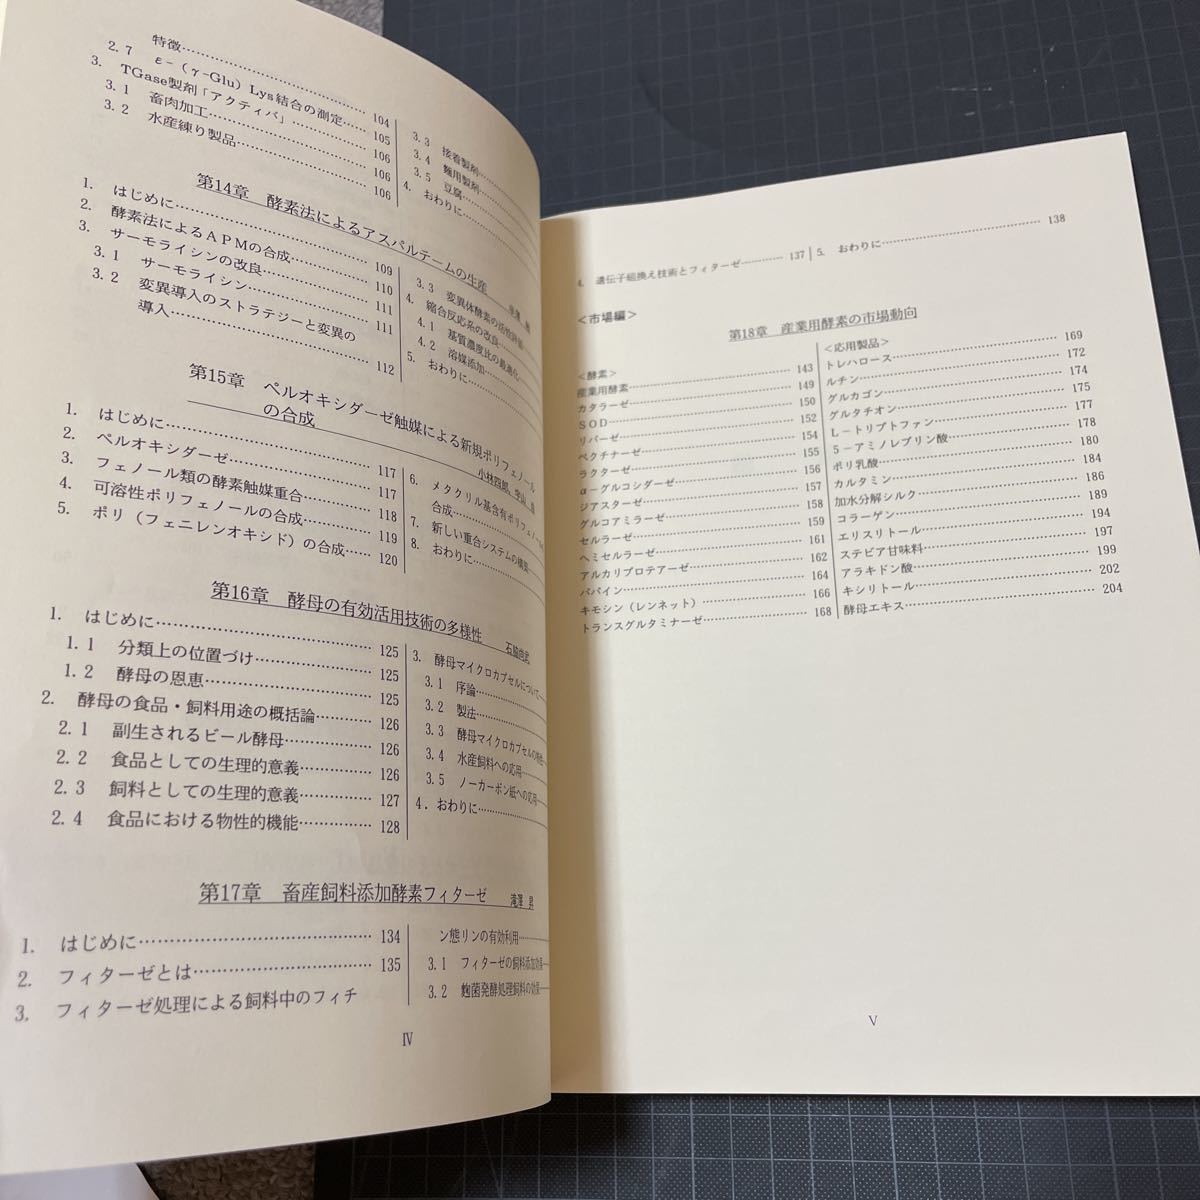 特徴……………………
2. 7 ε-(γ-Glu) Lys結合の測定…… 104
3. TGase製剤「アクティバ」…………… 105
3. 1 畜肉加工………………… 106
3. 2 水産練り製品…………… 106
106
3. 3 接着製剤……………
3. 4 麺用製剤……………
3. 5 豆腐……………
4. おわりに……………
第14章 酵素法によるアスパルテームの生産
1. はじめに………………………… 109
2. 酵素法によるAPMの合成………… 110
3. サーモライシンの改良…………… 111
3. 1 サーモライシン……………… 111
3. 2 変異導入のストラテジーと変異の
導入………………………… 112
3. 3 変異体酵素の活性評価
4. 縮合反応系の改良……
4. 1 基質濃度比の最適化
4. 2 溶媒添加……………
5. おわりに……………
第15章 ペルオキシダーゼ触媒による新規ポリフェノール
の合成
小林四郎、宇山 浩
1. はじめに………………………… 117
2. ペルオキシダーゼ……………… 117
3. フェノール類の酵素触媒重合……… 118
4. 可溶性ポリフェノールの合成……… 119
5. ポリ(フェニレンオキシド)の合成…… 120
6. メタクリル基含有ポリフェノールの
合成……………
7. 新しい重合システムの構築……
8. おわりに……………
第16章 酵母の有効活用技術の多様性 石脇尚武
1. はじめに………………………… 125
1. 1 分類上の位置づけ…………… 125
1. 2 酵母の恩恵………………… 125
2. 酵母の食品・飼料用途の概括論……… 126
2. 1 副生されるビール酵母………… 126
2. 2 食品としての生理的意義……… 126
2. 3 飼料としての生理的意義……… 127
2. 4 食品における物性的機能……… 128
3. 酵母マイクロカプセルについて……
3. 1 序論……………
3. 2 製法……………
3. 3 酵母マイクロカプセルの特性……
3. 4 水産飼料への応用……
3. 5 ノーカーボン紙への応用……
4. おわりに……………
第17章 畜産飼料添加酵素フィターゼ 滝澤 昇
1. はじめに………………………… 134
2. フィターゼとは………………… 135
3. フィターゼ処理による飼料中のフィチ
ン態リンの有効利用……
3. 1 フィターゼの飼料添加効果……
3. 2 麹菌発酵処理飼料の効果……
Ⅳ
4. 遺伝子組換え技術とフィターゼ………… 137
5. おわりに……………………… 138
<市場編>
第18章 産業用酵素の市場動向
<酵素>
産業用酵素……………………… 143
カタラーゼ……………………… 149
SOD……………………… 150
リパーゼ……………………… 152
ペクチナーゼ……………………… 154
ラクターゼ……………………… 155
α-グルコシダーゼ……………………… 156
ジアスターゼ……………………… 157
グルコアミラーゼ……………………… 158
セルラーゼ……………………… 159
ヘミセルラーゼ……………………… 161
アルカリプロテアーゼ……………………… 162
パパイン……………………… 164
キモシン(レンネット)……………………… 166
トランスグルタミナーゼ……………………… 168
<応用製品>
トレハロース……………………… 169
ルチン……………………… 172
グルカゴン……………………… 174
グルタチオン……………………… 175
L-トリプトファン……………………… 177
5-アミノレブリン酸……………………… 178
ポリ乳酸……………………… 180
カルタミン……………………… 184
加水分解シルク……………………… 186
コラーゲン……………………… 189
エリスリトール……………………… 194
ステビア甘味料……………………… 197
アラキドン酸……………………… 199
キシリトール……………………… 202
酵母エキス……………………… 204
Ⅴ